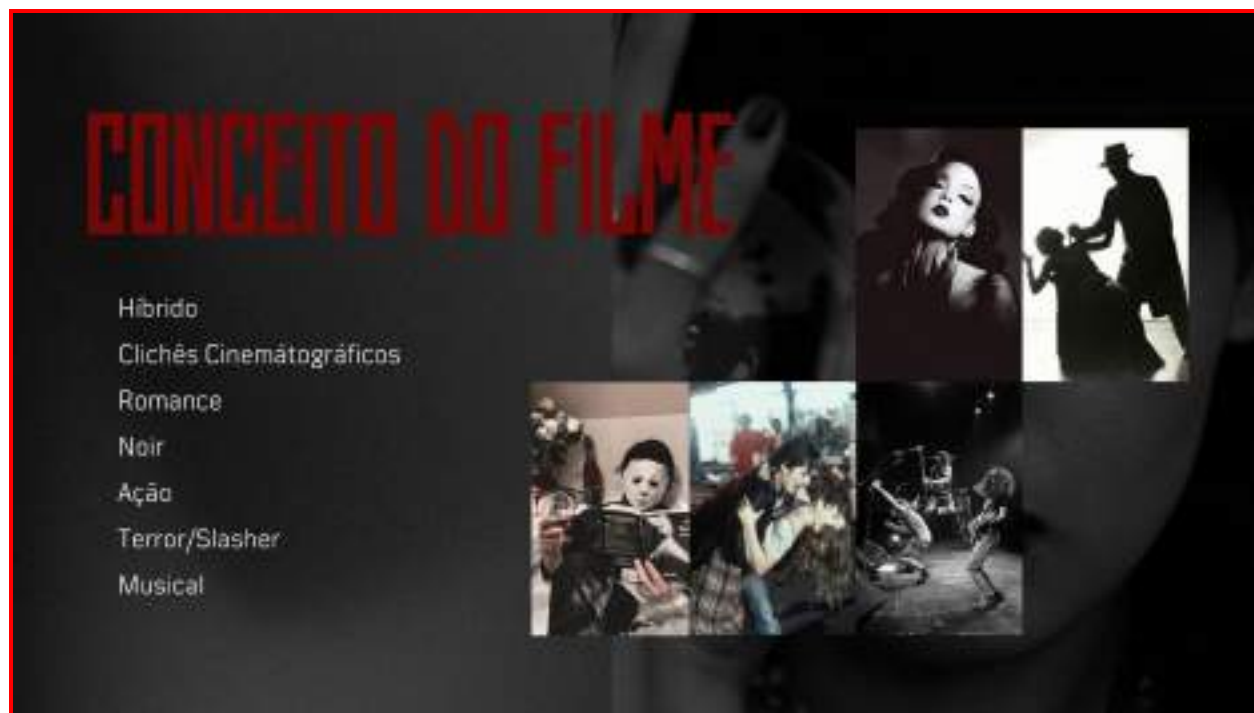 CONCEITO DO FILME
Híbrido
Clichês Cinemátográficos
Romance
Noir
Ação
Terror/Slasher
Musical